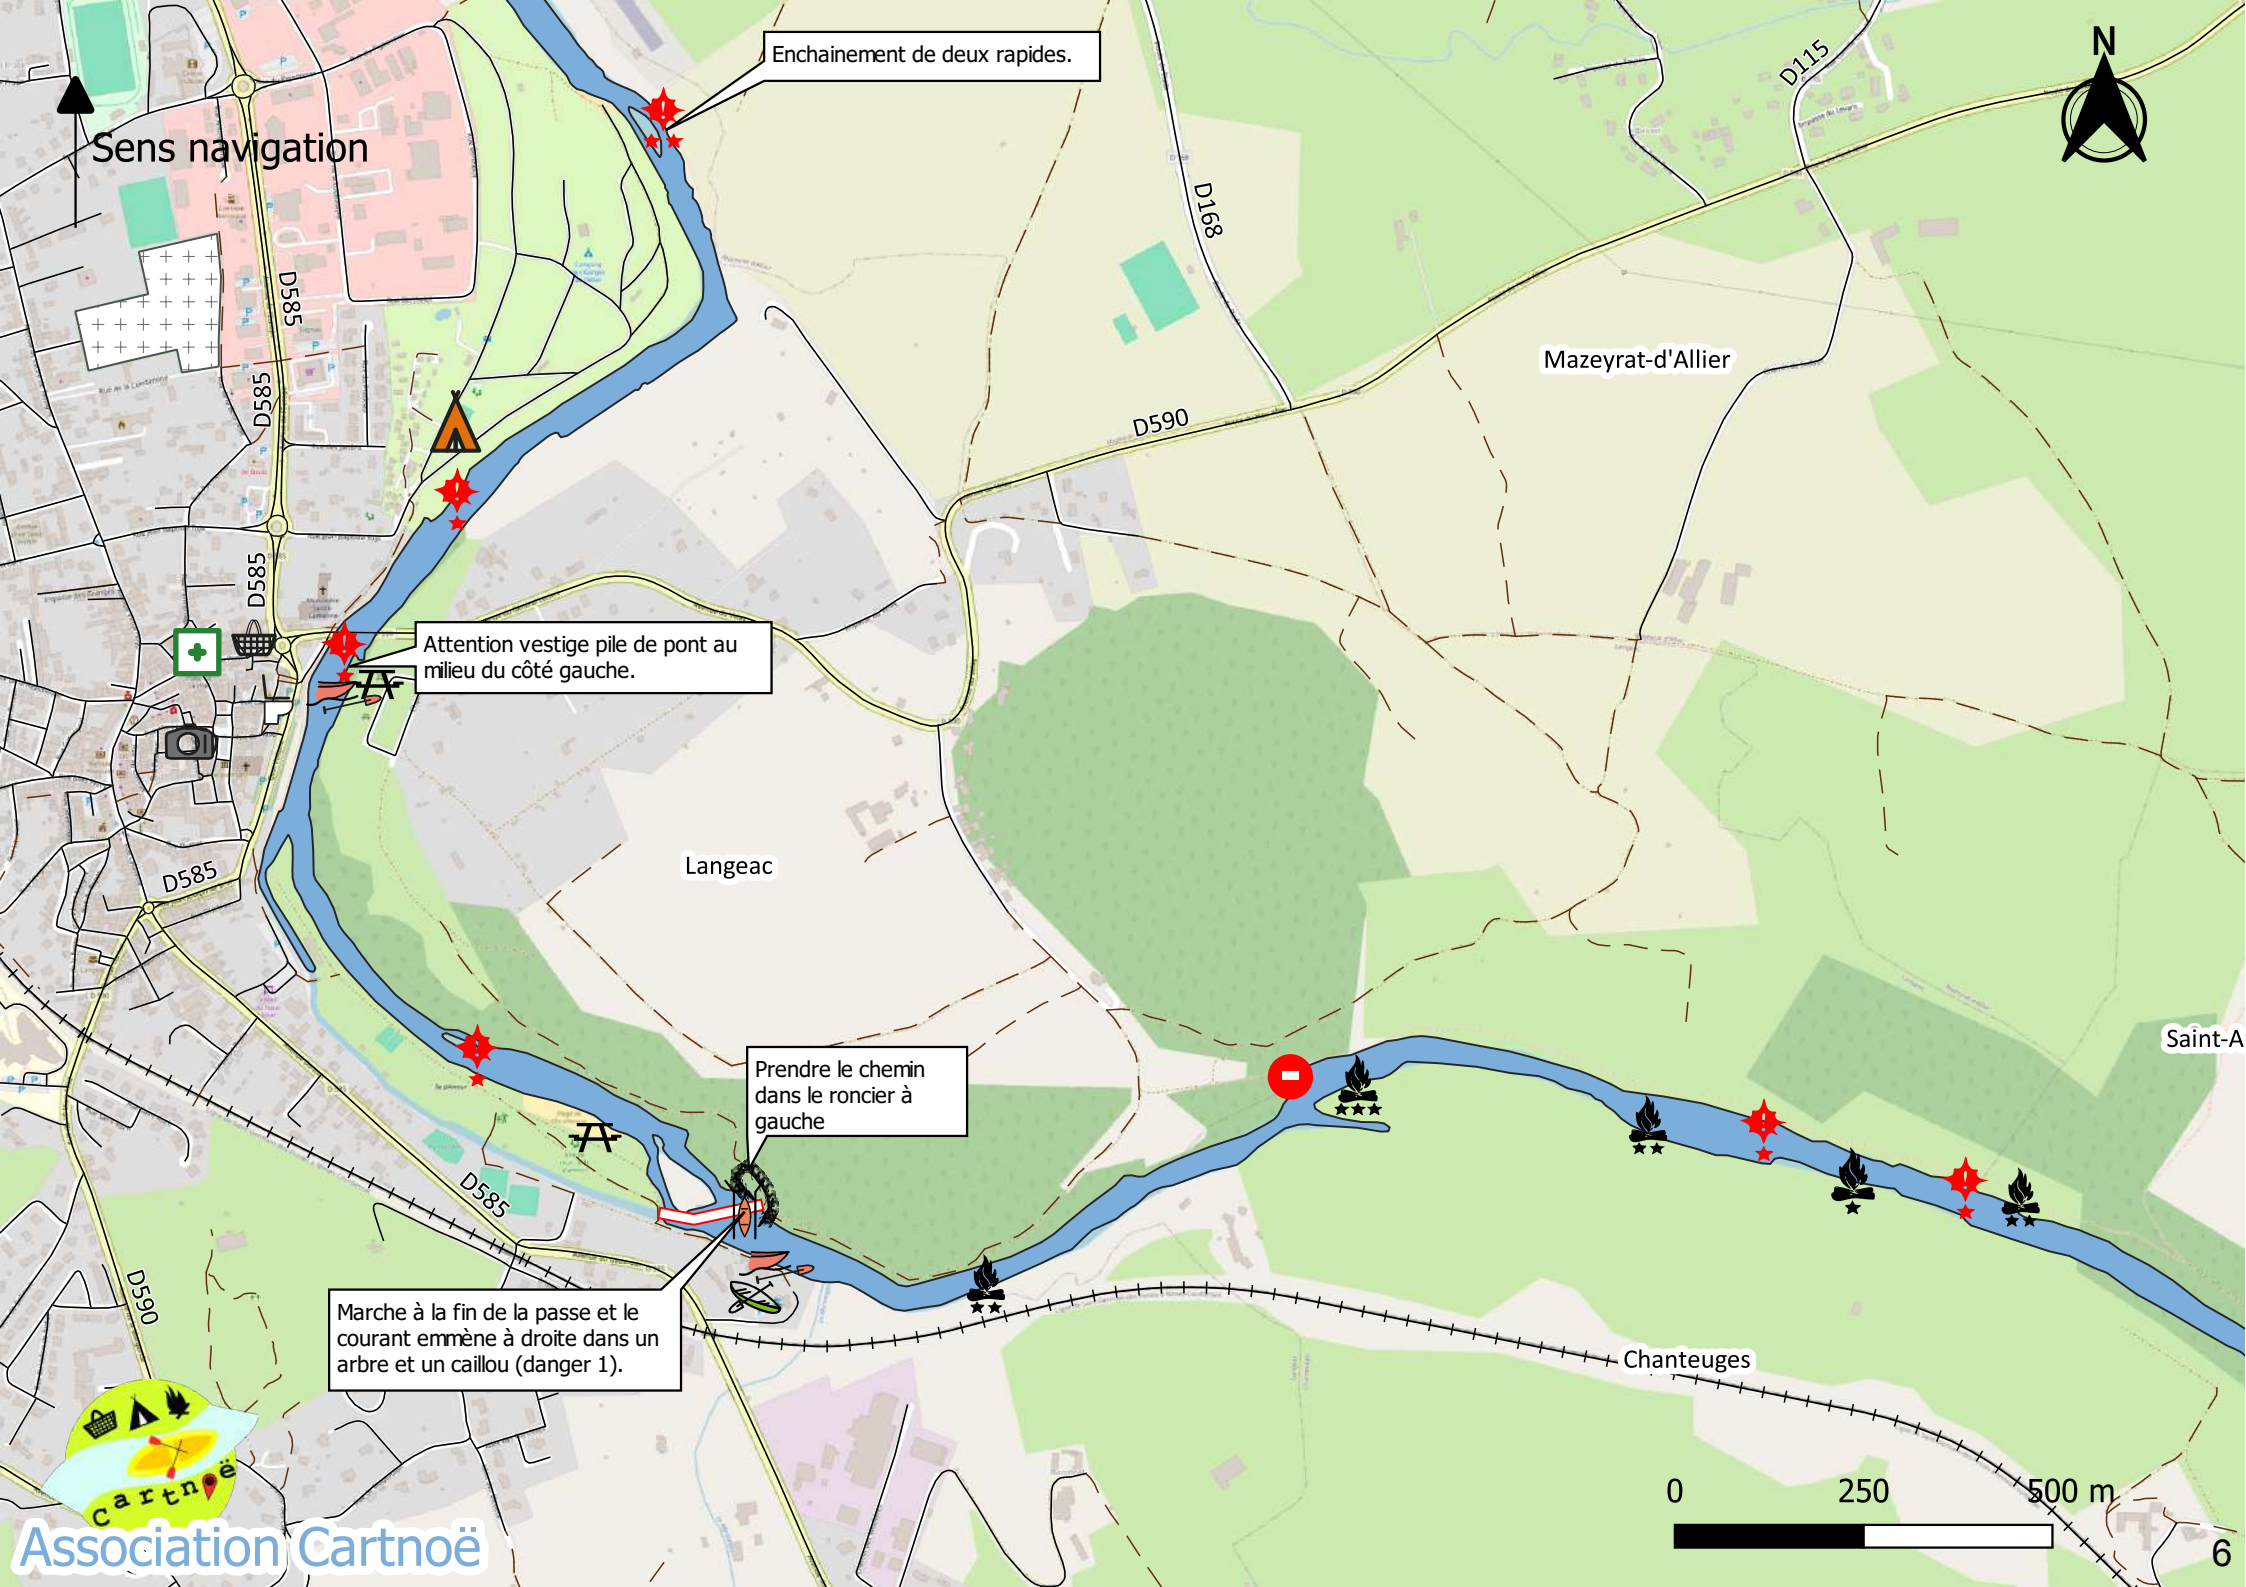 Enchainement de deux rapides.
N
D115
Sens navigation
D168
D585
Mazeyrat-d'Allier
D585
D590
D585
Attention vestige pile de pont au
milieu du côté gauche.
Langeac
D585
Saint-A
Prendre le chemin
dans le roncier à
gauche
D585
D590
Marche à la fin de la passe et le
courant emmène à droite dans un
arbre et un caillou (danger 1).
Chanteuges
Cartnoë
0 250 500 m
Association Cartnoë
6